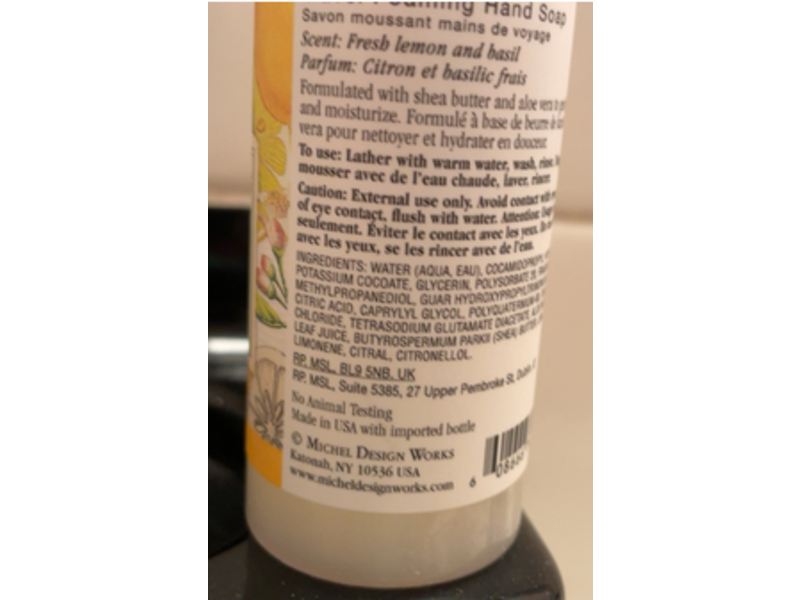 Foaming Hand Soap
Savon moussant mains de voyage
Scent: Fresh lemon and basil
Parfum: Citron et basilic frais
Formulated with shea butter and aloe vera
and moisturize. Formulé à base de beurre de
vera pour nettoyer et hydrater en douceur.
To use: Lather with warm water, wash, rinse.
mousser avec de l'eau chaude, laver, rincer.
Caution: External use only. Avoid contact with
of eye contact, flush with water. Attention:
seulement. Éviter le contact avec les yeux.
avec les yeux, se les rincer avec de l'eau.
INGREDIENTS: WATER (AQUA, EAU), COCAMIDOPROPYL
POTASSIUM COCOATE, GLYCERIN, POLYSORBATE 20,
METHYLPROPANEDIOL, GUAR
CITRIC ACID, CAPRYLYL GLYCOL,
CHLORIDE, TETRASODIUM GLUTAMATE DIACETATE,
LEAF JUICE, BUTYROSPERMUM PARKII (SHEA) BUTTER,
LIMONENE, CITRAL, CITRONELLOL.
RP. MSL, BL9 5NB, UK
RP. MSL, Suite 5385, 27 Upper Pembroke St,
No Animal Testing
Made in USA with imported bottle
© MICHEL DESIGN WORKS
Katonah, NY 10536 USA
www.micheldesignworks.com 6